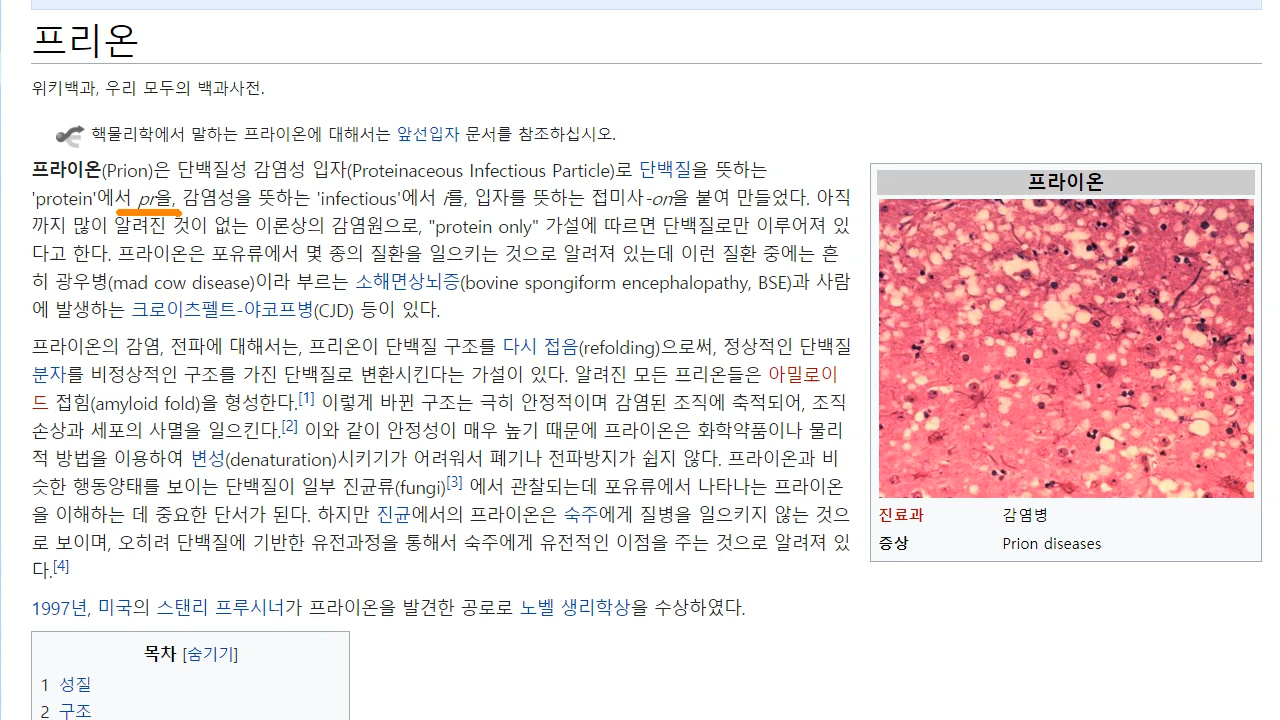 프리온
위키백과, 우리 모두의 백과사전.
핵물리학에서 말하는 프라이온에 대해서는 앞선입자 문서를 참조하십시오.
프라이온(Prion)은 단백질성 감염성 입자(Proteinaceous Infectious Particle)로 단백질을 뜻하는
'protein'에서 pr을, 감염성을 뜻하는 'infectious'에서 i를, 입자를 뜻하는 접미사-on을 붙여 만들었다. 아직
까지 많이 알려진 것이 없는 이론상의 감염원으로, "protein only" 가설에 따르면 단백질로만 이루어져 있
다고 한다. 프라이온은 포유류에서 몇 종의 질환을 일으키는 것으로 알려져 있는데 이런 질환 중에는 흔
히 광우병(mad cow disease)이라 부르는 소해면상뇌증(bovine spongiform encephalopathy, BSE)과 사람
에 발생하는 크로이츠펠트-야코프병(CJD) 등이 있다.
프라이온의 감염, 전파에 대해서는, 프리온이 단백질 구조를 다시 접음(refolding)으로써, 정상적인 단백질
분자를 비정상적인 구조를 가진 단백질로 변환시킨다는 가설이 있다. 알려진 모든 프리온들은 아밀로이
드 접힘(amyloid fold)을 형성한다.[1] 이렇게 바뀐 구조는 극히 안정적이며 감염된 조직에 축적되어, 조직
손상과 세포의 사멸을 일으킨다.[2] 이와 같이 안정성이 매우 높기 때문에 프라이온은 화학약품이나 물리
적 방법을 이용하여 변성(denaturation)시키기가 어려워서 폐기나 전파방지가 쉽지 않다. 프라이온과 비
슷한 행동양태를 보이는 단백질이 일부 진균류(fungi)[3] 에서 관찰되는데 포유류에서 나타나는 프라이온
을 이해하는 데 중요한 단서가 된다. 하지만 진균에서의 프라이온은 숙주에게 질병을 일으키지 않는 것으
로 보이며, 오히려 단백질에 기반한 유전과정을 통해서 숙주에게 유전적인 이점을 주는 것으로 알려져 있
다.[4]
1997년, 미국의 스탠리 프루시너가 프라이온을 발견한 공로로 노벨 생리학상을 수상하였다.
목차 [숨기기]
1 성질
2 구조
프라이온
진료과 감염병
증상 Prion diseases